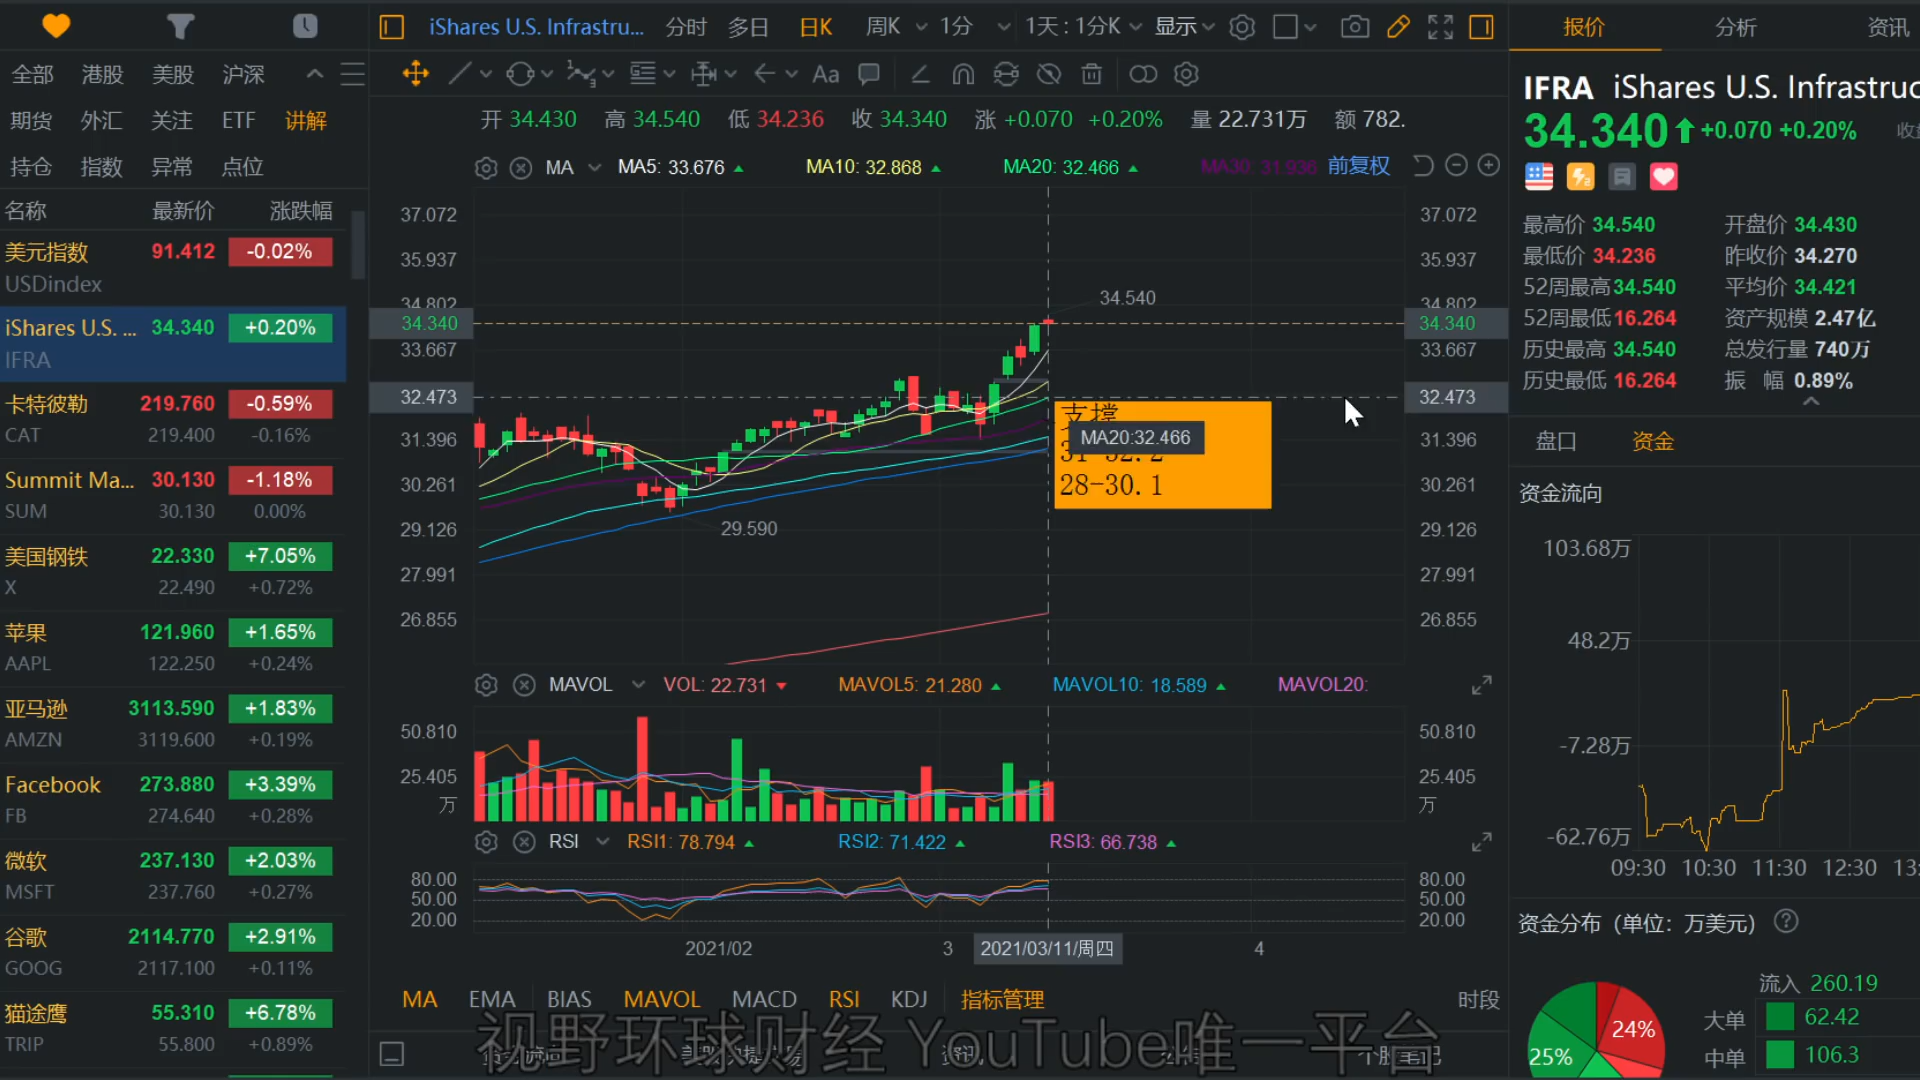 iShares U.S. Infrastru... 分时 多日 日K 周K 1分 1天 : 1分K 显示 报价 分析 资讯
全部 港股 美股 沪深
期货 外汇 关注 ETF 讲解
持仓 指数 异常 点位
Aa
开 34.430 高 34.540 低 34.236 收 34.340 涨 +0.070 +0.20% 量 22.731万 额 782.
MA MA5: 33.676 MA10: 32.868 MA20: 32.466 MA30: 31.936 前复权
名称 最新价 涨跌幅
美元指数 91.412 -0.02%
USDindex
iShares U.S. ... 34.340 +0.20%
IFRA
卡特彼勒 219.760 -0.59%
CAT 219.400 -0.16%
Summit Ma... 30.130 -1.18%
SUM 30.130 0.00%
美国钢铁 22.330 +7.05%
X 22.490 +0.72%
苹果 121.960 +1.65%
AAPL 122.250 +0.24%
亚马逊 3113.590 +1.83%
AMZN 3119.600 +0.19%
Facebook 273.880 +3.39%
FB 274.640 +0.28%
微软 237.130 +2.03%
MSFT 237.760 +0.27%
谷歌 2114.770 +2.91%
GOOG 2117.100 +0.11%
猫途鹰 55.310 +6.78%
TRIP 55.800 +0.89%
37.072 37.072
35.937 35.937
34.802 34.802
34.340 34.340
33.667 33.667
32.473 32.473
31.396 31.396
30.261 30.261
29.126 29.126
27.991 27.991
26.855 26.855
34.540
29.590
支撑
MA20:32.466
28-30.1
MAVOL VOL: 22.731 MAVOL5: 21.280 MAVOL10: 18.589 MAVOL20:
50.810 50.810
25.405 25.405
万 万
RSI RSI1: 78.794 RSI2: 71.422 RSI3: 66.738
80.00 80.00
50.00 50.00
20.00 20.00
2021/02 3 2021/03/11/周四 4
MA EMA BIAS MAVOL MACD RSI KDJ 指标管理 时段
视野环球财经 YouTube唯一平台
IFRA iShares U.S. Infrastruc
34.340 +0.070 +0.20%
最高价 34.540 开盘价 34.430
最低价 34.236 昨收价 34.270
52周最高 34.540 平均价 34.421
52周最低 16.264 资产规模 2.47亿
历史最高 34.540 总发行量 740万
历史最低 16.264 振 幅 0.89%
盘口 资金
资金流向
103.68万
48.2万
-7.28万
-62.76万
09:30 10:30 11:30 12:30 13:
资金分布 (单位: 万美元)
流入 260.19
大单 62.42
中单 106.3
24%
25%